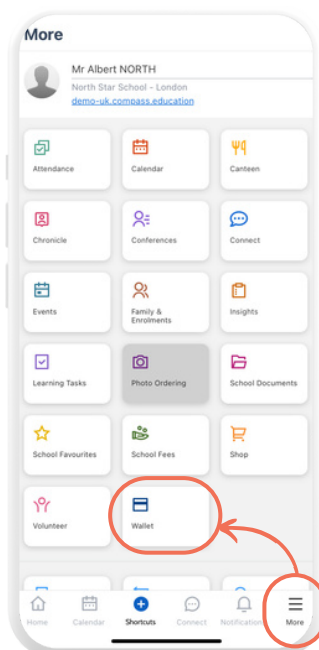 More
Mr Albert NORTH
North Star School - London
demo-uk.compass.education
Attendance
Calendar
Canteen
Chronicle
Conferences
Connect
Events
Family &
Enrolments
Insights
Learning Tasks
Photo Ordering
School Documents
School Favourites
School Fees
Shop
Volunteer
Wallet
Home
Calendar
Shortcuts
Connect
Notification
More